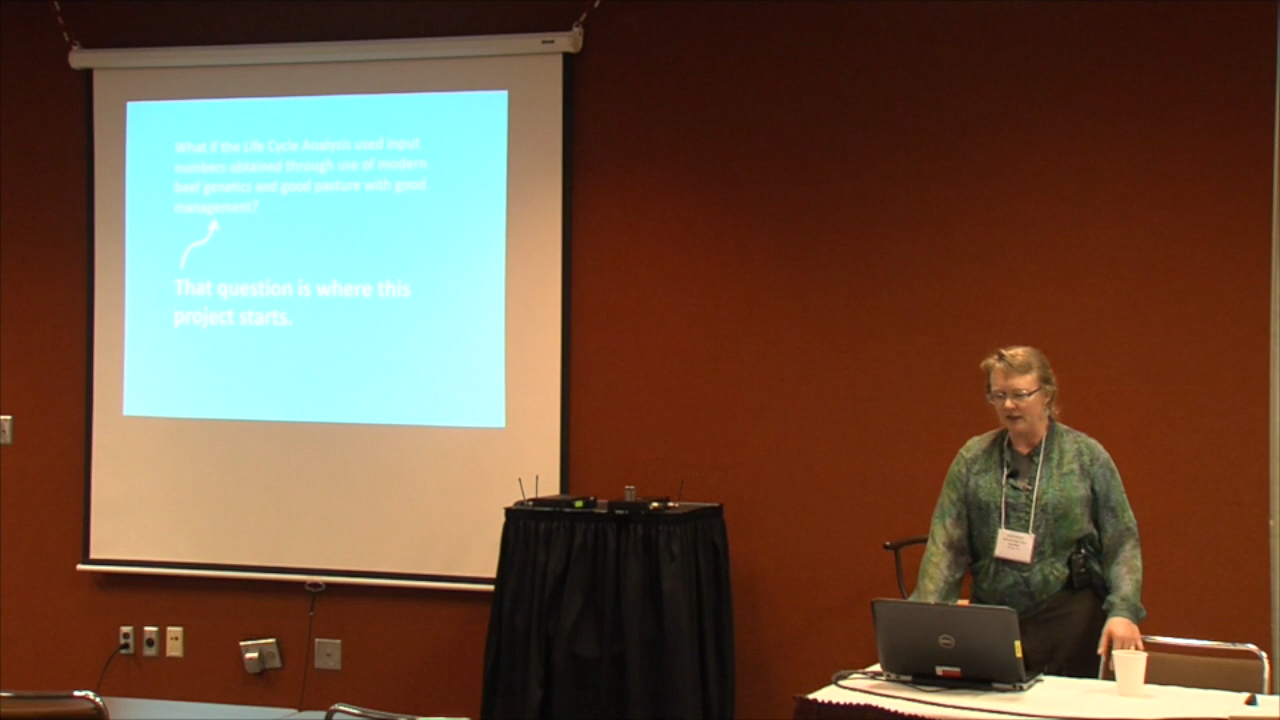 What if the Life Cycle Analysis used input
numbers obtained through use of modern
beef genetics and good pasture with good
management?
That question is where this
project starts.
DELL